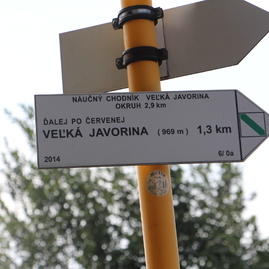 NÁUČNÝ CHODNÍK VEĽKÁ JAVORINA
OKRUH 2,9 km
ĎALEJ PO ČERVENEJ
VEĽKÁ JAVORINA (969 m) 1,3 km
2014 6/0a